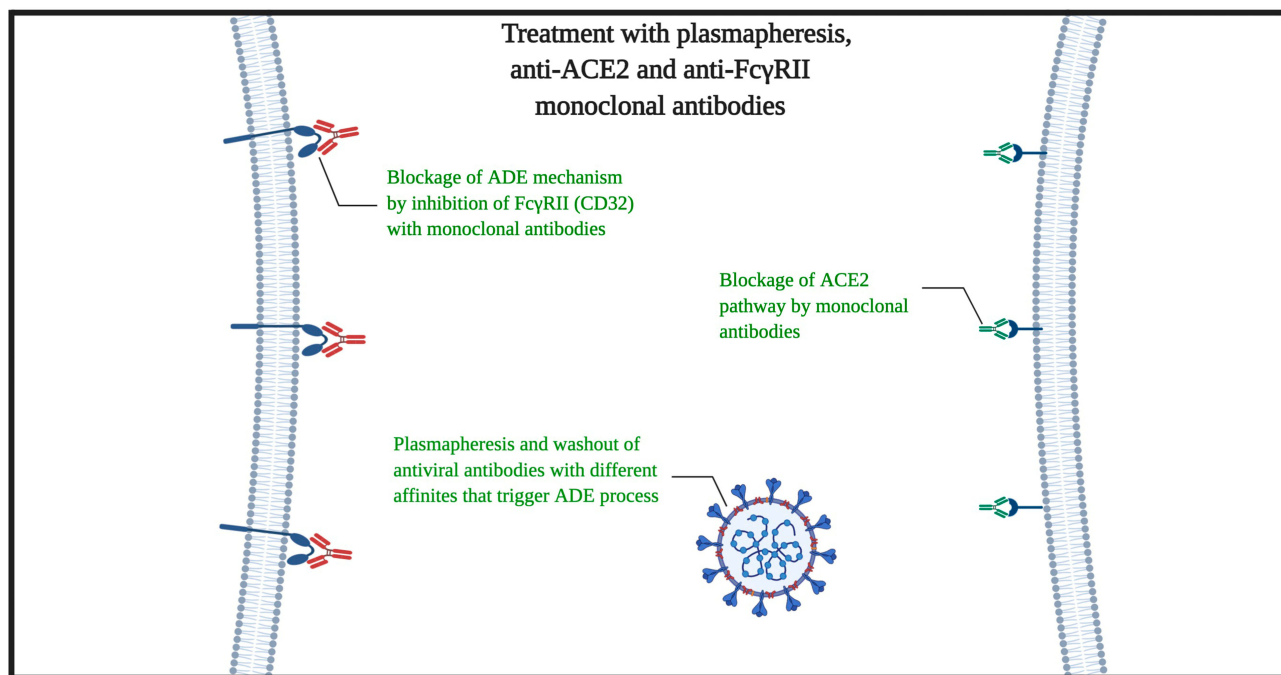 Treatment with plasmapheresis,
anti-ACE2 and anti-FcγRII
monoclonal antibodies
Blockage of ADE mechanism
by inhibition of FcγRII (CD32)
with monoclonal antibodies
Blockage of ACE2
pathway by monoclonal
antibodies
Plasmapheresis and washout of
antiviral antibodies with different
affinites that trigger ADE process